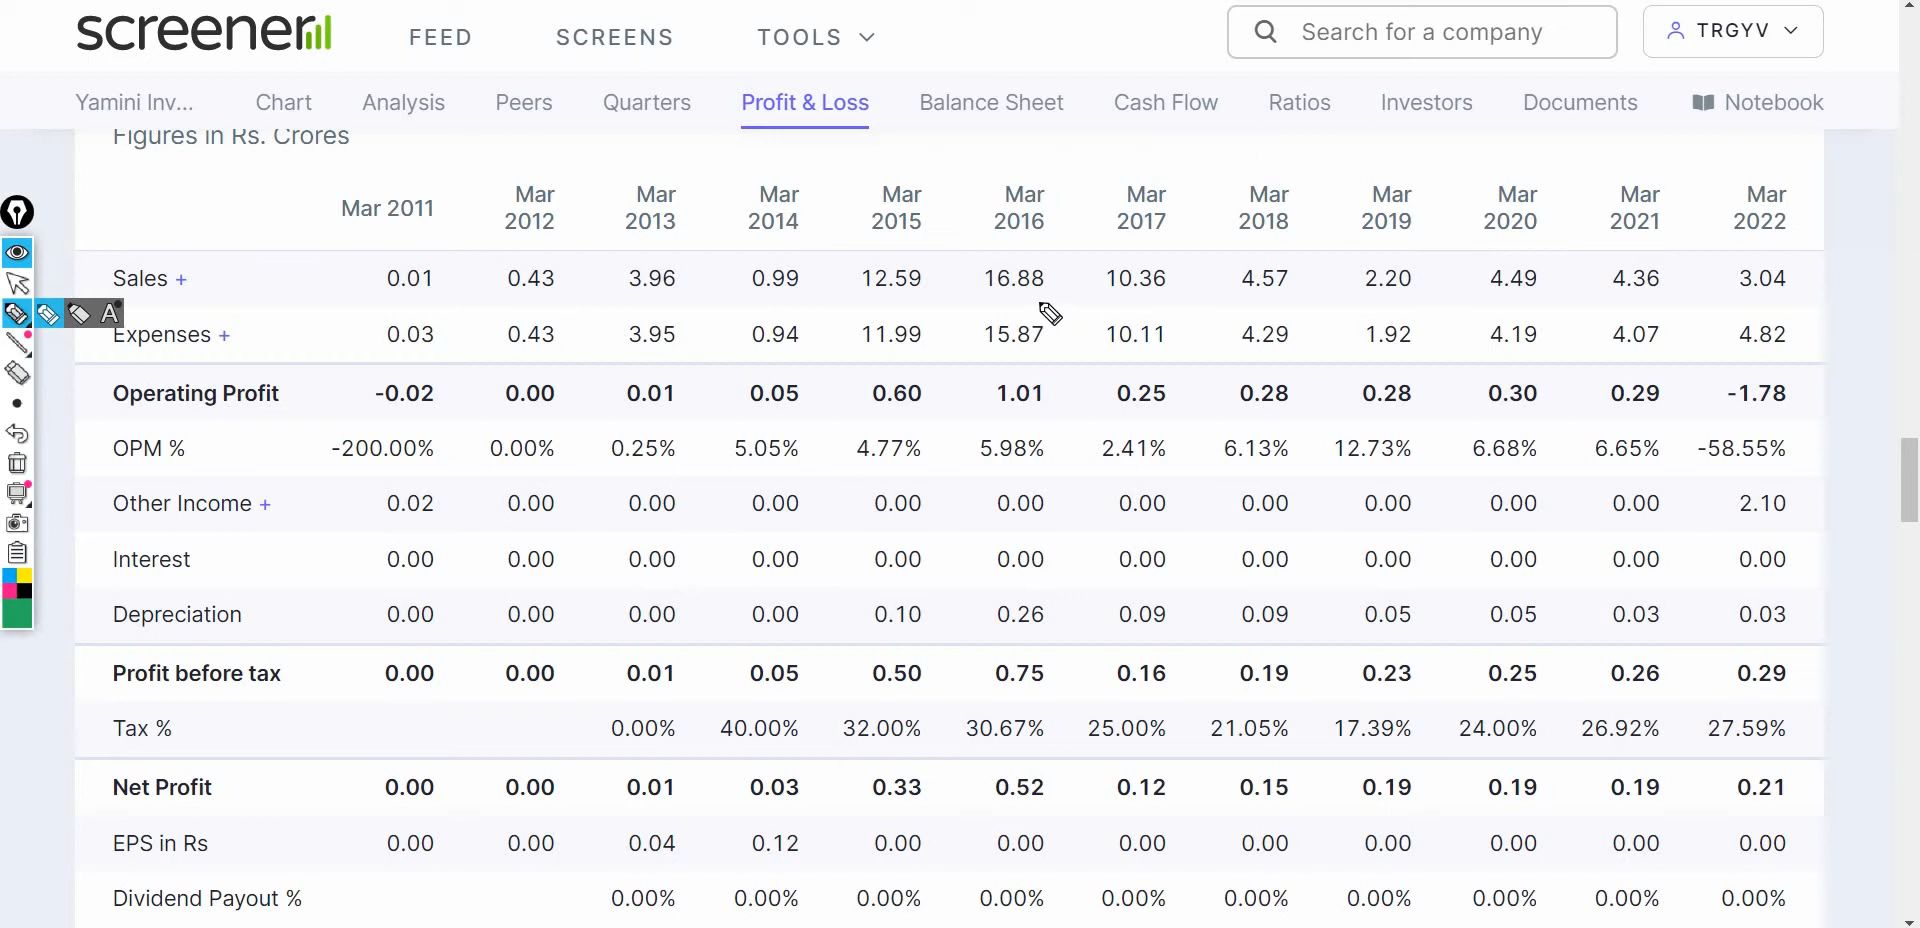 screener
FEED SCREENS TOOLS
Search for a company
TRGYV
Yamini Inv... Chart Analysis Peers Quarters Profit & Loss Balance Sheet Cash Flow Ratios Investors Documents Notebook
Figures in Rs. Crores
Mar 2011 Mar 2012 Mar 2013 Mar 2014 Mar 2015 Mar 2016 Mar 2017 Mar 2018 Mar 2019 Mar 2020 Mar 2021 Mar 2022
Sales + 0.01 0.43 3.96 0.99 12.59 16.88 10.36 4.57 2.20 4.49 4.36 3.04
A
Expenses + 0.03 0.43 3.95 0.94 11.99 15.87 10.11 4.29 1.92 4.19 4.07 4.82
Operating Profit -0.02 0.00 0.01 0.05 0.60 1.01 0.25 0.28 0.28 0.30 0.29 -1.78
OPM % -200.00% 0.00% 0.25% 5.05% 4.77% 5.98% 2.41% 6.13% 12.73% 6.68% 6.65% -58.55%
Other Income + 0.02 0.00 0.00 0.00 0.00 0.00 0.00 0.00 0.00 0.00 0.00 2.10
Interest 0.00 0.00 0.00 0.00 0.00 0.00 0.00 0.00 0.00 0.00 0.00 0.00
Depreciation 0.00 0.00 0.00 0.00 0.10 0.26 0.09 0.09 0.05 0.05 0.03 0.03
Profit before tax 0.00 0.00 0.01 0.05 0.50 0.75 0.16 0.19 0.23 0.25 0.26 0.29
Tax % 0.00% 40.00% 32.00% 30.67% 25.00% 21.05% 17.39% 24.00% 26.92% 27.59%
Net Profit 0.00 0.00 0.01 0.03 0.33 0.52 0.12 0.15 0.19 0.19 0.19 0.21
EPS in Rs 0.00 0.00 0.04 0.12 0.00 0.00 0.00 0.00 0.00 0.00 0.00 0.00
Dividend Payout % 0.00% 0.00% 0.00% 0.00% 0.00% 0.00% 0.00% 0.00% 0.00% 0.00%